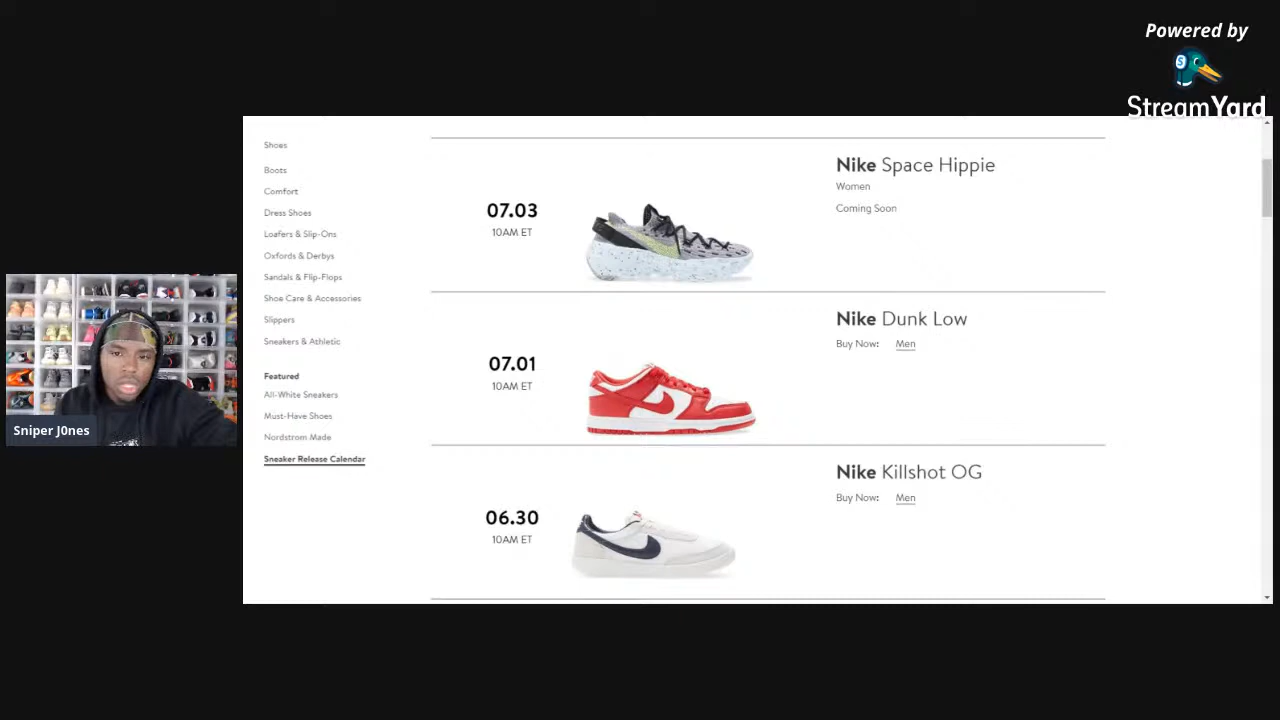 Powered by
StreamYard
Shoes
Boots
Comfort
Dress Shoes
Loafers & Slip-Ons
Oxfords & Derbys
Sandals & Flip-Flops
Shoe Care & Accessories
Slippers
Sneakers & Athletic
Featured
All-White Sneakers
Must-Have Shoes
Nordstrom Made
Sneaker Release Calendar
07.03
10AM ET
Nike Space Hippie
Women
Coming Soon
07.01
10AM ET
Nike Dunk Low
Buy Now: Men
06.30
10AM ET
Nike Killshot OG
Buy Now: Men
Sniper J0nes